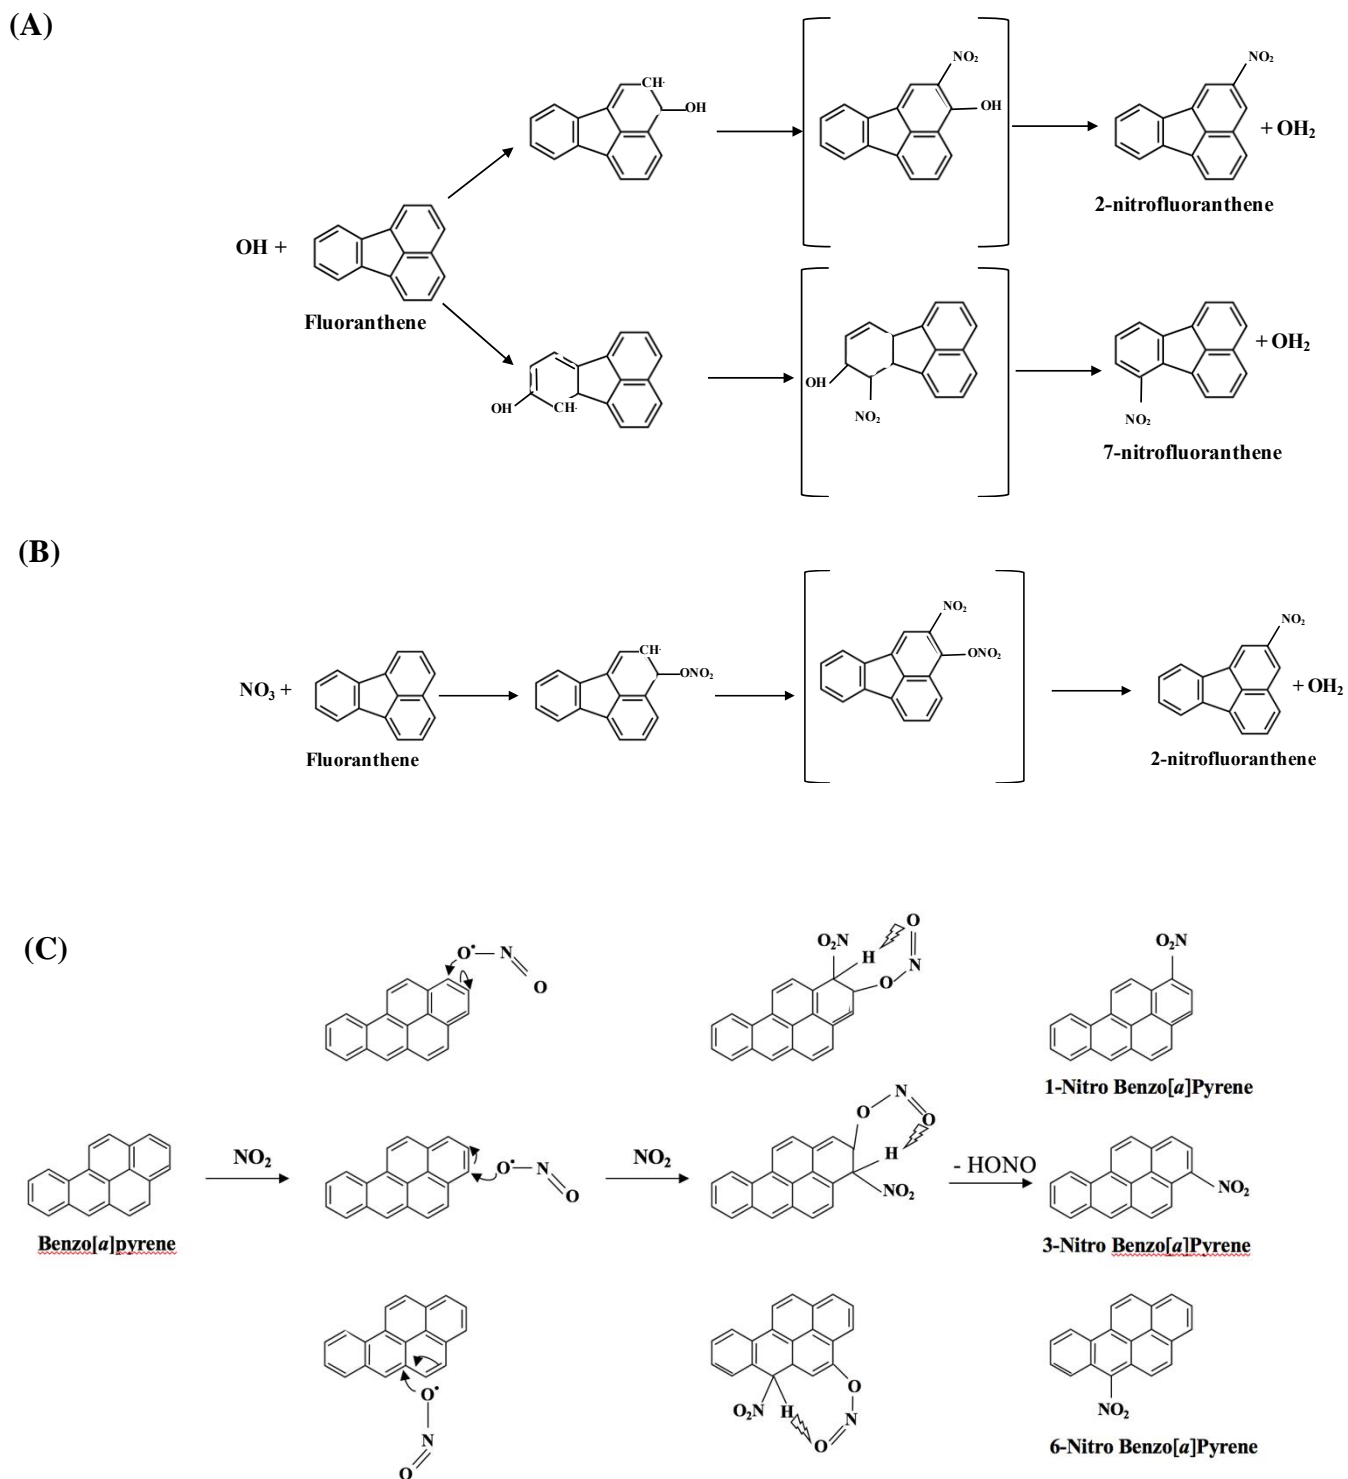 (A)
NO₂
NO₂
CH·
OH
OH
+ OH₂
2-nitrofluoranthene
OH +
Fluoranthene
+ OH₂
OH
CH·
OH
NO₂
NO₂
7-nitrofluoranthene
(B)
NO₂
NO₂
CH·
ONO₂
ONO₂
NO₃ +
+ OH₂
Fluoranthene
2-nitrofluoranthene
(C)
O
O₂N
O₂N
O· N
H
N
O
O
1-Nitro Benzo[a]Pyrene
N
O
O
NO₂
NO₂
H
- HONO
O· N
O
NO₂
NO₂
Benzo[a]pyrene
3-Nitro Benzo[a]Pyrene
O·
O
O₂N
H
N
NO₂
N
O
6-Nitro Benzo[a]Pyrene
O